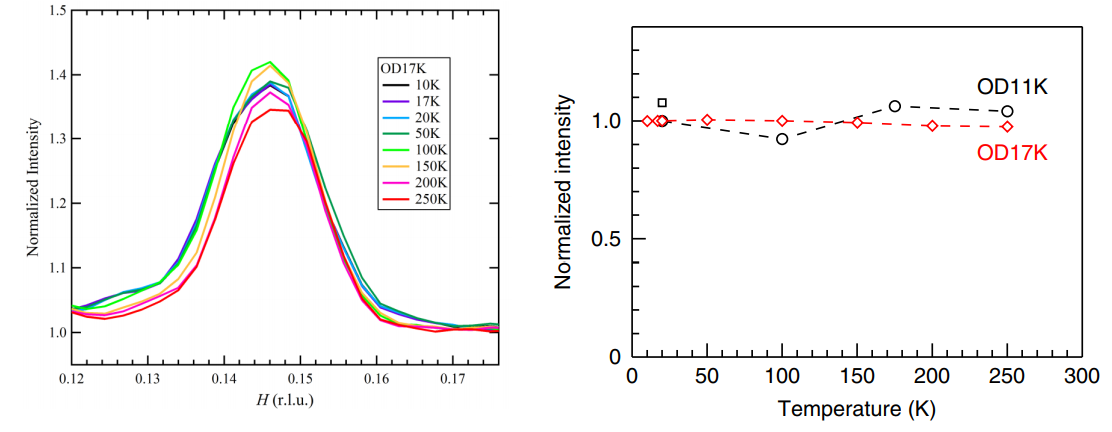 1.5
1.4
1.3
1.2
1.1
1.0
Normalized Intensity
OD17K
10K
17K
20K
50K
100K
150K
200K
250K
0.12 0.13 0.14 0.15 0.16 0.17
H (r.l.u.)
1.0
0.5
0
Normalized intensity
OD11K
OD17K
0 50 100 150 200 250 300
Temperature (K)